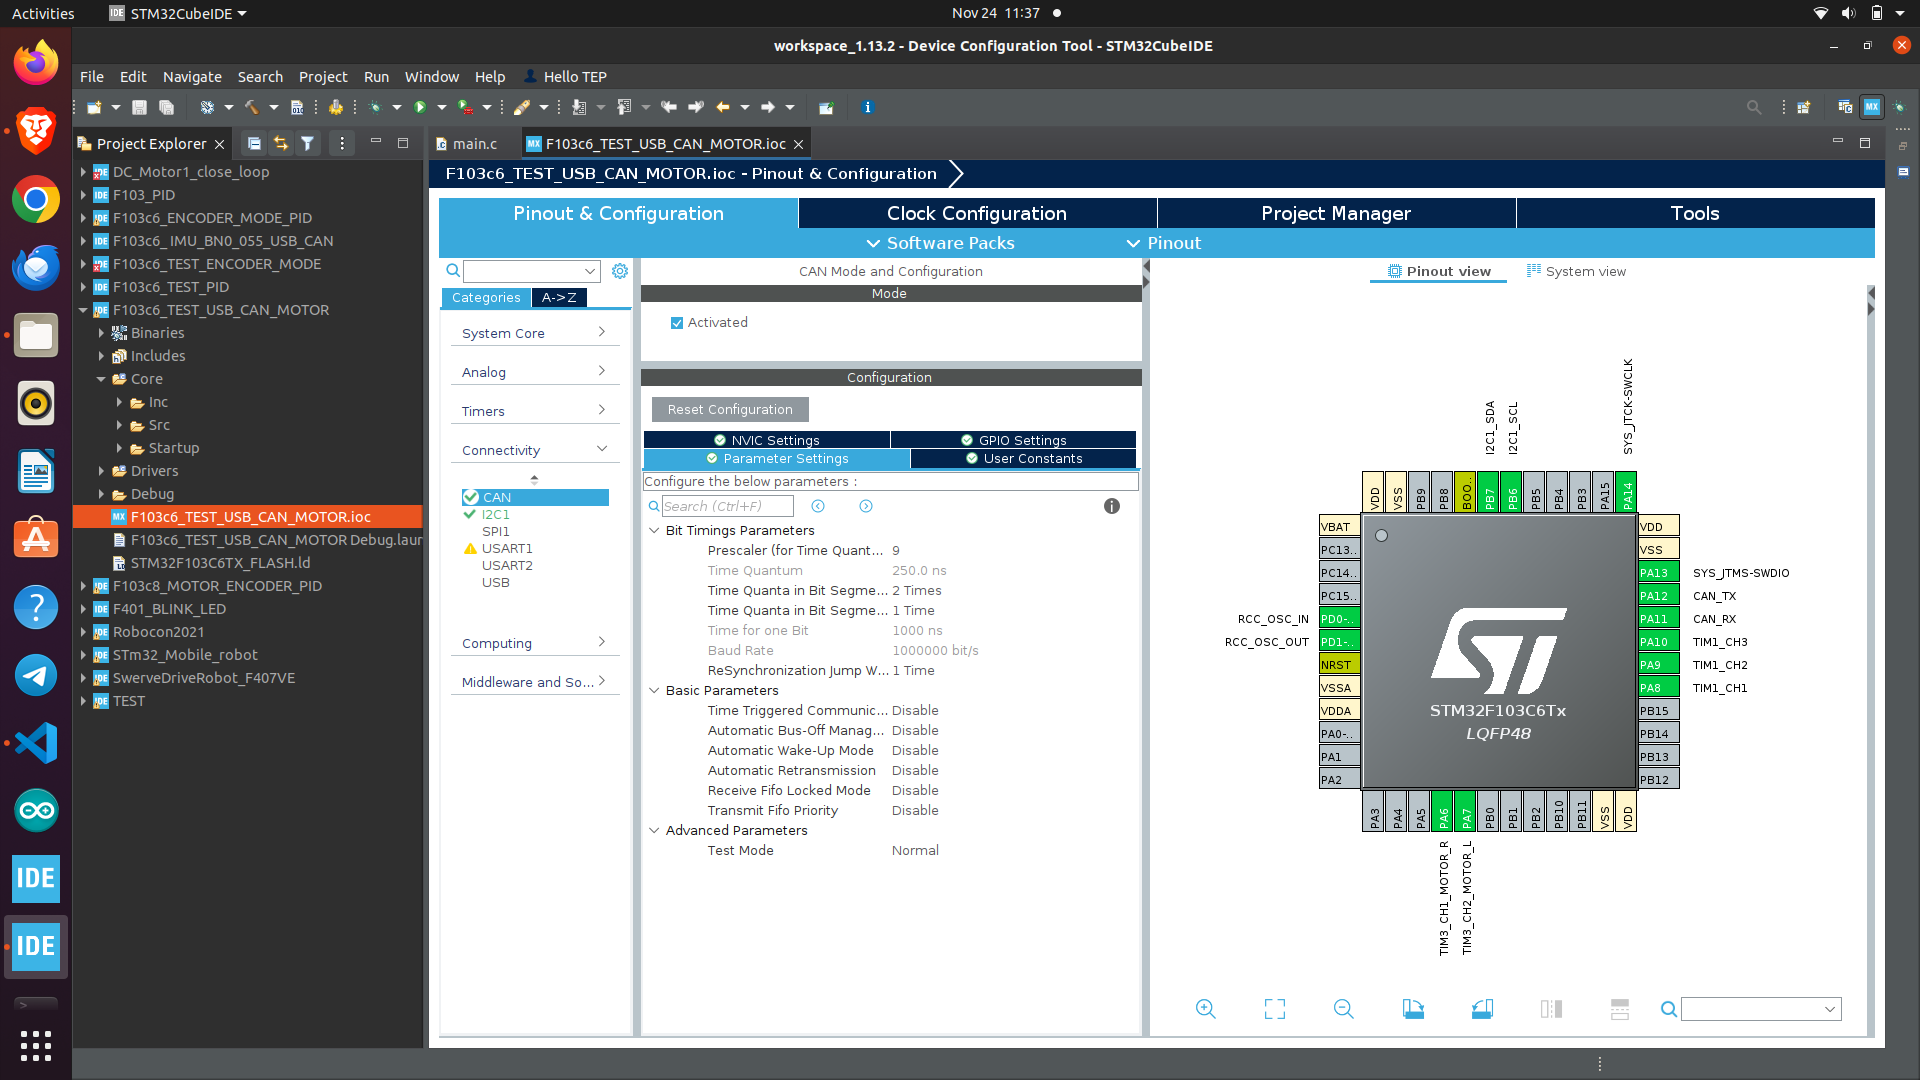 Activities
STM32CubeIDE
Nov 24 11:37
workspace_1.13.2 - Device Configuration Tool - STM32CubeIDE
File Edit Navigate Search Project Run Window Help Hello TEP
Project Explorer
DC_Motor1_close_loop
F103_PID
F103c6_ENCODER_MODE_PID
F103c6_ IMU_BN0_055_USB_CAN
F103c6_TEST_ENCODER_MODE
F103c6_TEST_PID
F103c6_TEST_USB_CAN_MOTOR
Binaries
Includes
Core
Inc
Src
Startup
Drivers
Debug
F103c6_TEST_USB_CAN_MOTOR.ioc
F103c6_TEST_USB_CAN_MOTOR Debug.laun
STM32F103C6TX_FLASH.ld
F103c8_MOTOR_ENCODER_PID
F401_BLINK_LED
Robocon2021
STm32_Mobile_robot
SwerveDriveRobot_F407VE
TEST
main.c
F103c6_TEST_USB_CAN_MOTOR.ioc
F103c6_TEST_USB_CAN_MOTOR.ioc - Pinout & Configuration
Pinout & Configuration
Clock Configuration
Project Manager
Tools
Software Packs
Pinout
Categories
A->Z
System Core
Analog
Timers
Connectivity
CAN
I2C1
SPI1
USART1
USART2
USB
Computing
Middleware and So...
CAN Mode and Configuration
Mode
Activated
Configuration
Reset Configuration
NVIC Settings
GPIO Settings
Parameter Settings
User Constants
Configure the below parameters :
Search (Ctrl+F)
Bit Timings Parameters
Prescaler (for Time Quant... 9
Time Quantum 250.0 ns
Time Quanta in Bit Segme... 2 Times
Time Quanta in Bit Segme... 1 Time
Time for one Bit 1000 ns
Baud Rate 1000000 bit/s
ReSynchronization Jump W... 1 Time
Basic Parameters
Time Triggered Communic... Disable
Automatic Bus-Off Manag... Disable
Automatic Wake-Up Mode Disable
Automatic Retransmission Disable
Receive Fifo Locked Mode Disable
Transmit Fifo Priority Disable
Advanced Parameters
Test Mode Normal
Pinout view
System view
I2C1_SDA
I2C1_SCL
SYS_JTCK-SWCLK
VDD
VSS
PB9
PB8
BOO...
PB7
PB6
PB5
PB4
PB3
PA15
PA14
VBAT
PC13..
PC14..
PC15..
RCC_OSC_IN PD0-..
RCC_OSC_OUT PD1-..
NRST
VSSA
VDDA
PA0-..
PA1
PA2
STM32F103C6Tx
LQFP48
VDD
VSS
PA13 SYS_JTMS-SWDIO
PA12 CAN_TX
PA11 CAN_RX
PA10 TIM1_CH3
PA9 TIM1_CH2
PA8 TIM1_CH1
PB15
PB14
PB13
PB12
PA3
PA4
PA5
PA6
PA7
PB0
PB1
PB2
PB10
PB11
VSS
VDD
TIM3_CH1_MOTOR_R
TIM3_CH2_MOTOR_L
IDE
IDE